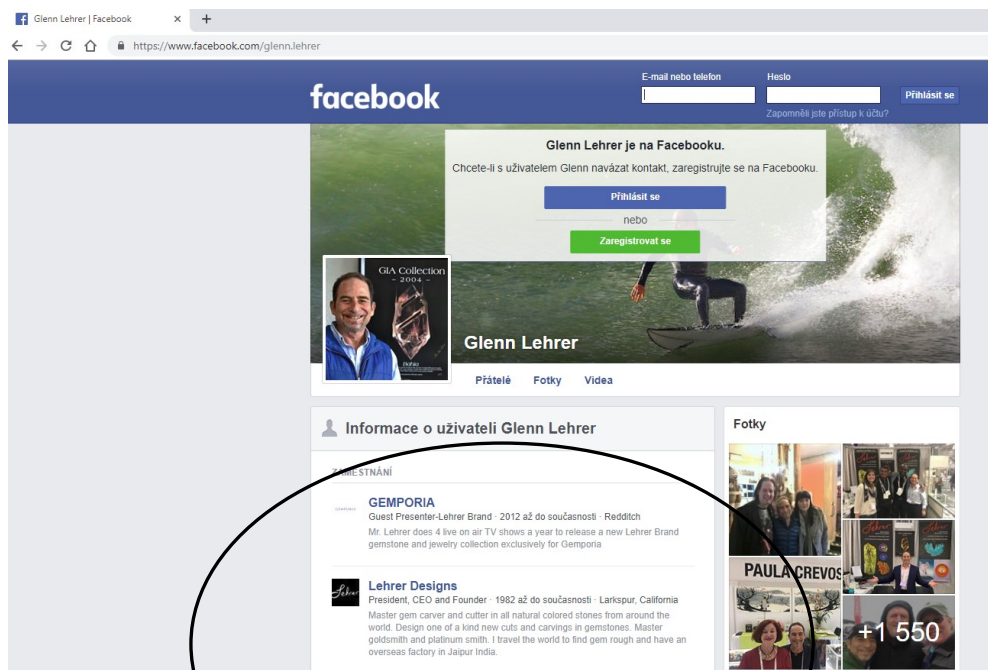 Glenn Lehrer | Facebook
https://www.facebook.com/glenn.lehrer
facebook
E-mail nebo telefon
Heslo
Přihlásit se
Zapomněli jste přístup k účtu?
Glenn Lehrer je na Facebooku.
Chcete-li s uživatelem Glenn navázat kontakt, zaregistrujte se na Facebooku.
Přihlásit se
nebo
Zaregistrovat se
GIA Collection
- 2004 -
Bahia
Glenn Lehrer
Přátelé Fotky Videa
Informace o uživateli Glenn Lehrer
ZAMĚSTNÁNÍ
GEMPORIA
GEMPORIA
Guest Presenter-Lehrer Brand · 2012 až do současnosti · Redditch
Mr. Lehrer does 4 live on air TV shows a year to release a new Lehrer Brand
gemstone and jewelry collection exclusively for Gemporia
Lehrer
Lehrer Designs
President, CEO and Founder · 1982 až do současnosti · Larkspur, California
Master gem carver and cutter in all natural colored stones from around the
world. Design one of a kind new cuts and carvings in gemstones. Master
goldsmith and platinum smith. I travel the world to find gem rough and have an
overseas factory in Jaipur India.
Fotky
Lehrer
PAULA CREVOS
+1 550